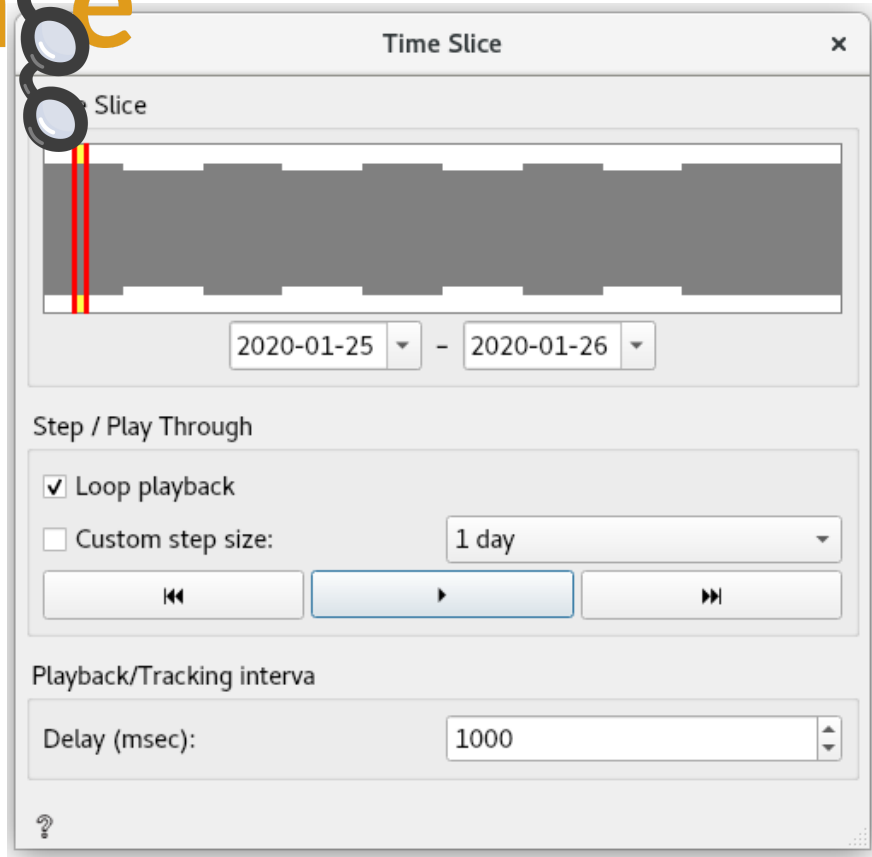 e
Time Slice
Slice
2020-01-25 – 2020-01-26
Step / Play Through
Loop playback
Custom step size: 1 day
Playback/Tracking interva
Delay (msec): 1000
?